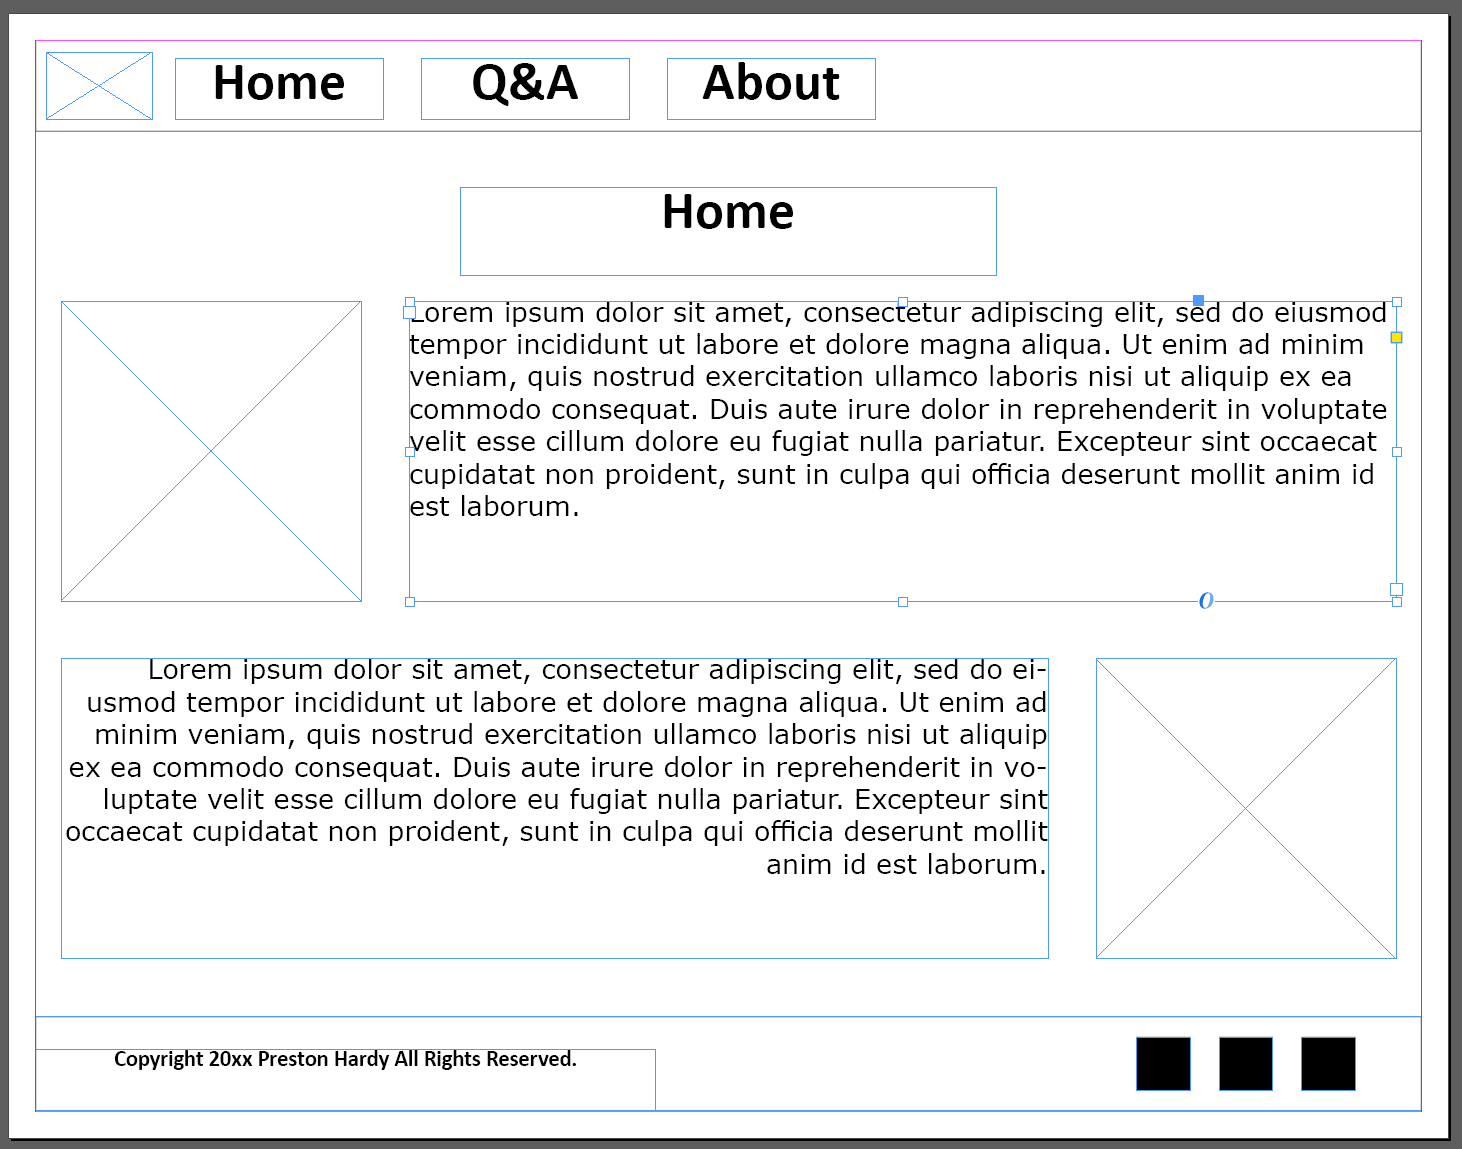 Home Q&A About
Home
Lorem ipsum dolor sit amet, consectetur adipiscing elit, sed do eiusmod
tempor incididunt ut labore et dolore magna aliqua. Ut enim ad minim
veniam, quis nostrud exercitation ullamco laboris nisi ut aliquip ex ea
commodo consequat. Duis aute irure dolor in reprehenderit in voluptate
velit esse cillum dolore eu fugiat nulla pariatur. Excepteur sint occaecat
cupidatat non proident, sunt in culpa qui officia deserunt mollit anim id
est laborum.
Lorem ipsum dolor sit amet, consectetur adipiscing elit, sed do ei-
usmod tempor incididunt ut labore et dolore magna aliqua. Ut enim ad
minim veniam, quis nostrud exercitation ullamco laboris nisi ut aliquip
ex ea commodo consequat. Duis aute irure dolor in reprehenderit in vo-
luptate velit esse cillum dolore eu fugiat nulla pariatur. Excepteur sint
occaecat cupidatat non proident, sunt in culpa qui officia deserunt mollit
anim id est laborum.
Copyright 20xx Preston Hardy All Rights Reserved.